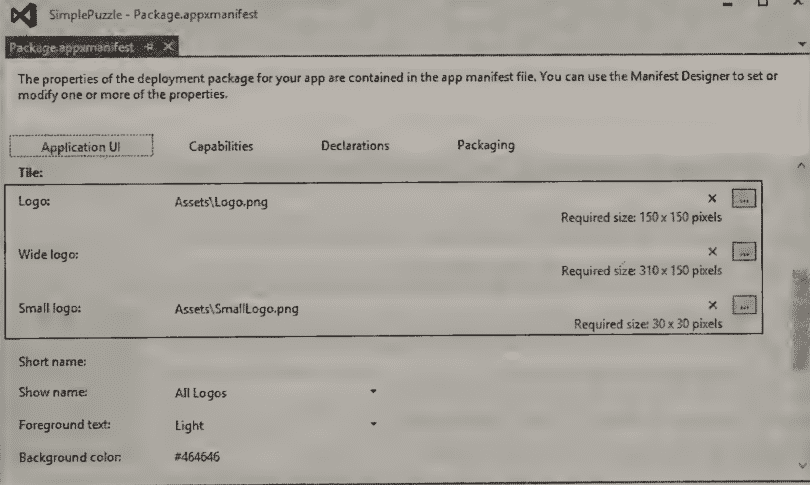 SimplePuzzle - Package.appxmanifest
Package.appxmanifest
The properties of the deployment package for your app are contained in the app manifest file. You can use the Manifest Designer to set or
modify one or more of the properties.
Application UI Capabilities Declarations Packaging
Tile:
Logo: Assets\Logo.png
Required size: 150 x 150 pixels
Wide logo:
Required size: 310 x 150 pixels
Small logo: Assets\SmallLogo.png
Required size: 30 x 30 pixels
Short name:
Show name: All Logos
Foreground text: Light
Background color: #464646